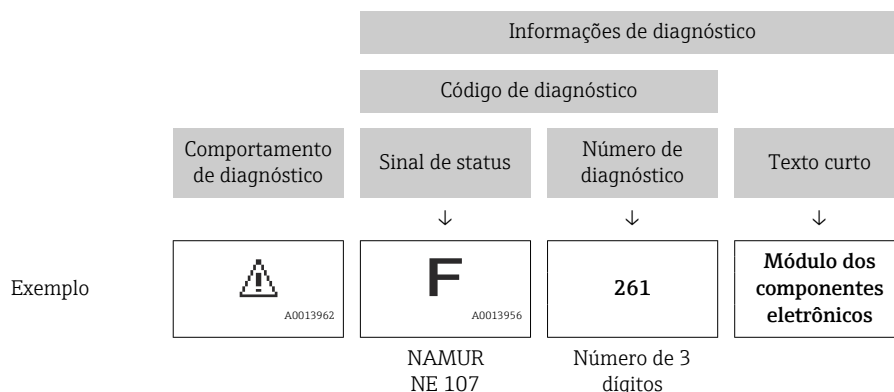 Informações de diagnóstico
Código de diagnóstico
Comportamento
de diagnóstico
Sinal de status
Número de
diagnóstico
Texto curto
Exemplo
A0013962
F
A0013956
261
Módulo dos
componentes
eletrônicos
NAMUR
NE 107
Número de 3
dígitos